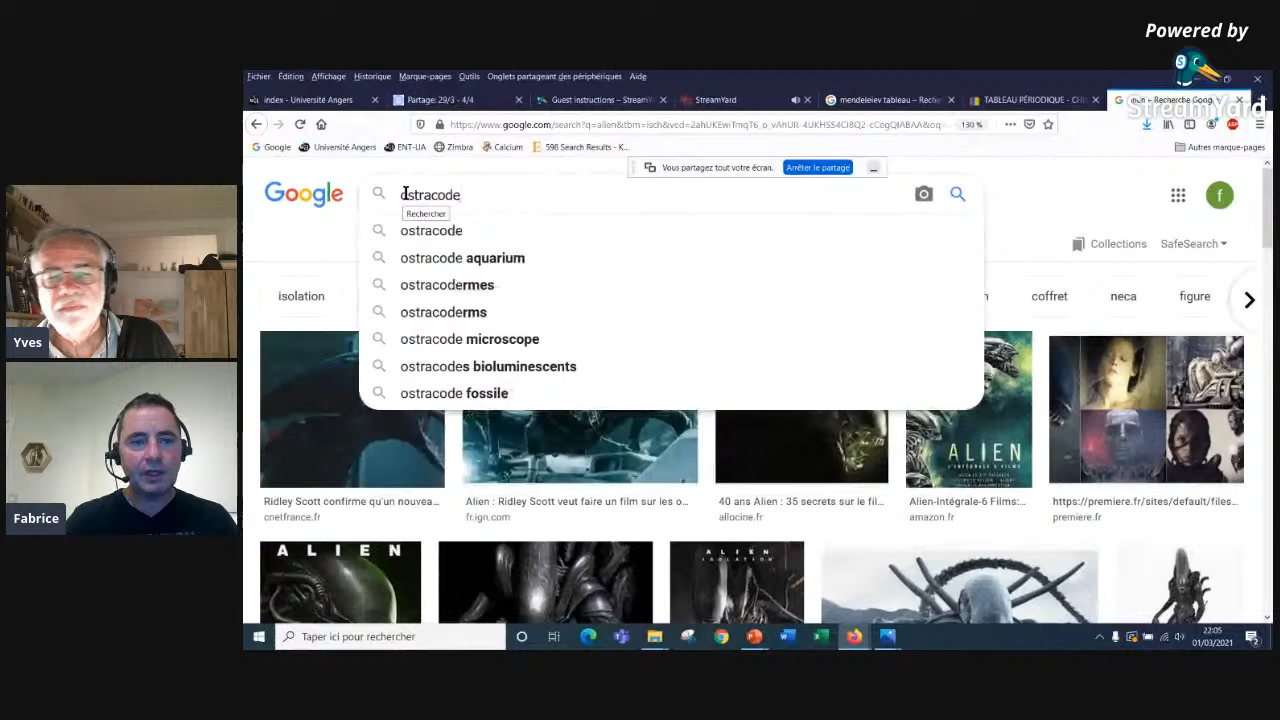 Powered by
StreamYard
Fichier Édition Affichage Historique Marque-pages Outils Onglets partageant des périphériques Aide
index - Université Angers
Partage: 29/3 - 4/4
Guest instructions – StreamY
StreamYard
mendeleiev tableau – Reche
TABLEAU PÉRIODIQUE - CHI
– Recherche Goog
130 %
Google Université Angers ENT-UA Zimbra Calcium 598 Search Results - K... Autres marque-pages
Vous partagez tout votre écran. Arrêter le partage
Google
ostracode
f
Rechercher
ostracode
ostracode aquarium
ostracodermes
ostracoderms
ostracode microscope
ostracodes bioluminescents
ostracode fossile
Collections SafeSearch
isolation
coffret neca figure
Yves
Fabrice
ALIEN
Ridley Scott confirme qu'un nouvea...
cnetfrance.fr
Alien : Ridley Scott veut faire un film sur les o...
fr.ign.com
40 ans Alien : 35 secrets sur le fil...
allocine.fr
Alien-Intégrale-6 Films:...
amazon.fr
https://premiere.fr/sites/default/files...
premiere.fr
ALIEN
ALIEN
Taper ici pour rechercher
22:05
01/03/2021